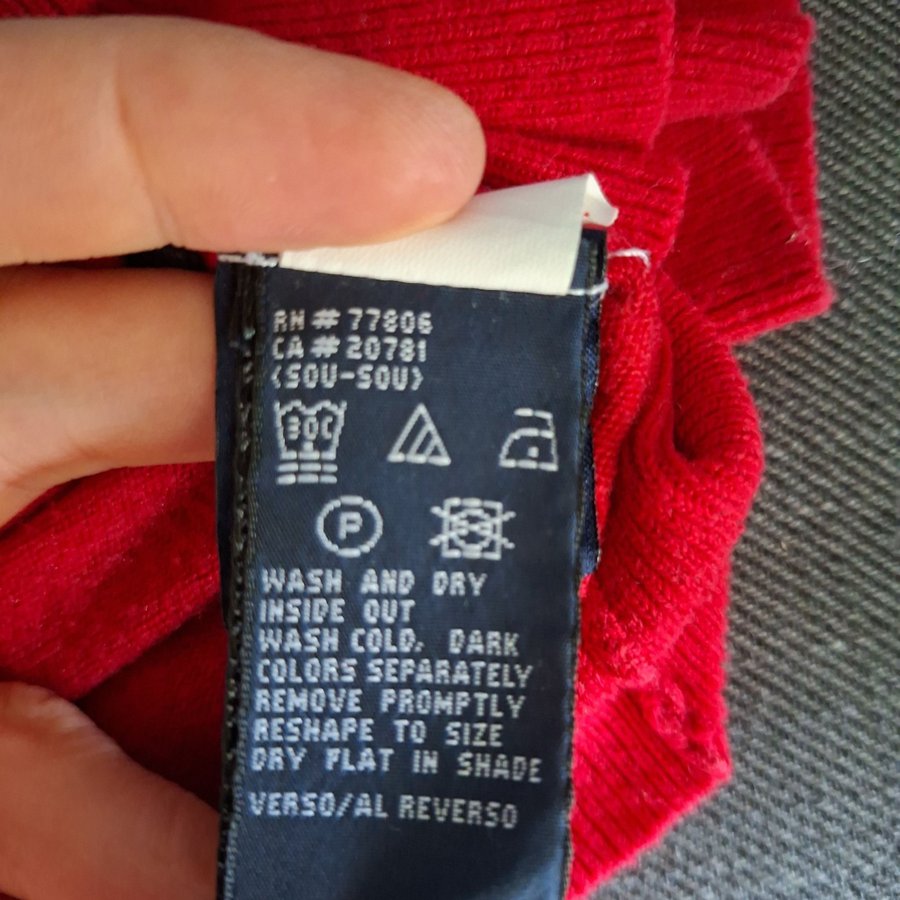 RN # 77806
CA # 20781
(SOU-SOU)
30C
P
WASH AND DRY
INSIDE OUT
WASH COLD. DARK
COLORS SEPARATELY
REMOVE PROMPTLY
RESHAPE TO SIZE
DRY FLAT IN SHADE
VERSO/AL REVERSO